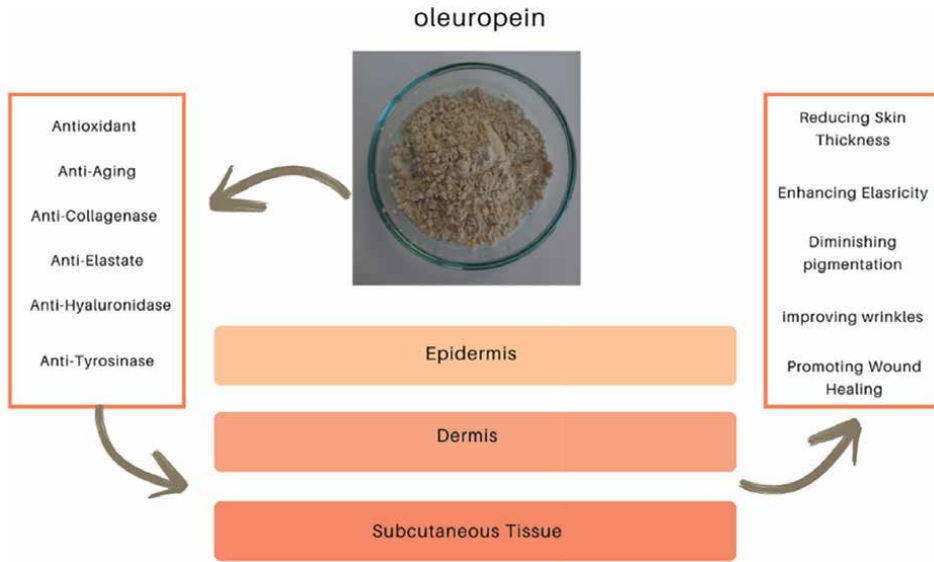 oleuropein
Antioxidant
Anti-Aging
Anti-Collagenase
Anti-Elastate
Anti-Hyaluronidase
Anti-Tyrosinase
Epidermis
Dermis
Subcutaneous Tissue
Reducing Skin
Thickness
Enhancing Elasricity
Diminishing
pigmentation
improving wrinkles
Promoting Wound
Healing